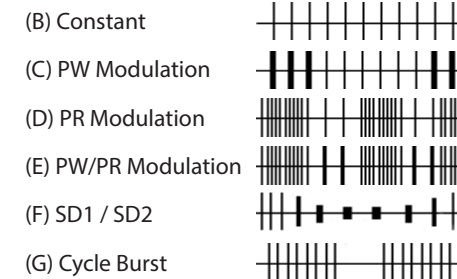 (B) Constant
(C) PW Modulation
(D) PR Modulation
(E) PW/PR Modulation
(F) SD1 / SD2
(G) Cycle Burst